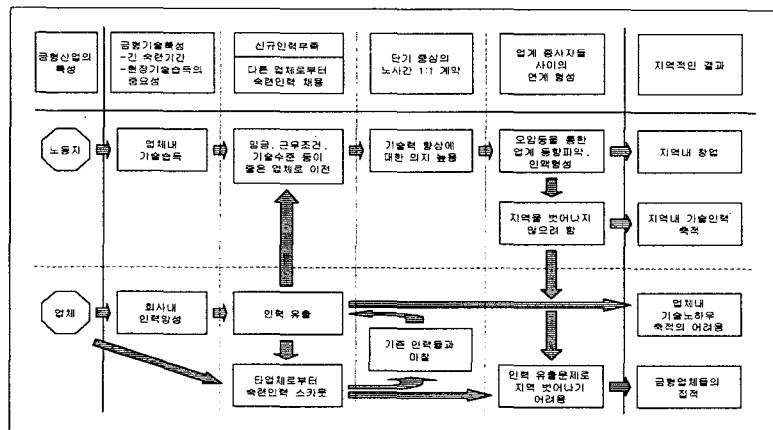 금형산업의
특성
금형기술특성
-긴 숙련기간
-현장기술습득의
중요성
신규인력부족
다른 업체로부터
숙련인력 채용
단기 중심의
노사간 1:1 계약
업계 종사자들
사이의
연계 형성
지역적인 결과
노동자
업체내
기술습득
임금, 근무조건,
기술수준 등이
좋은 업체로 이전
기술력 향상에
대한 의지 높음
모임등을 통한
업계 동향파악,
인맥형성
지역내 창업
지역을 벗어나지
않으려 함
지역내 기술인력
축적
업체
회사내
인력양성
인력 유출
업체내
기술노하우
축적의 어려움
기존 인력들과
마찰
타업체로부터
숙련인력 스카웃
인력 유출문제로
지역 벗어나기
어려움
금형업체들의
집적